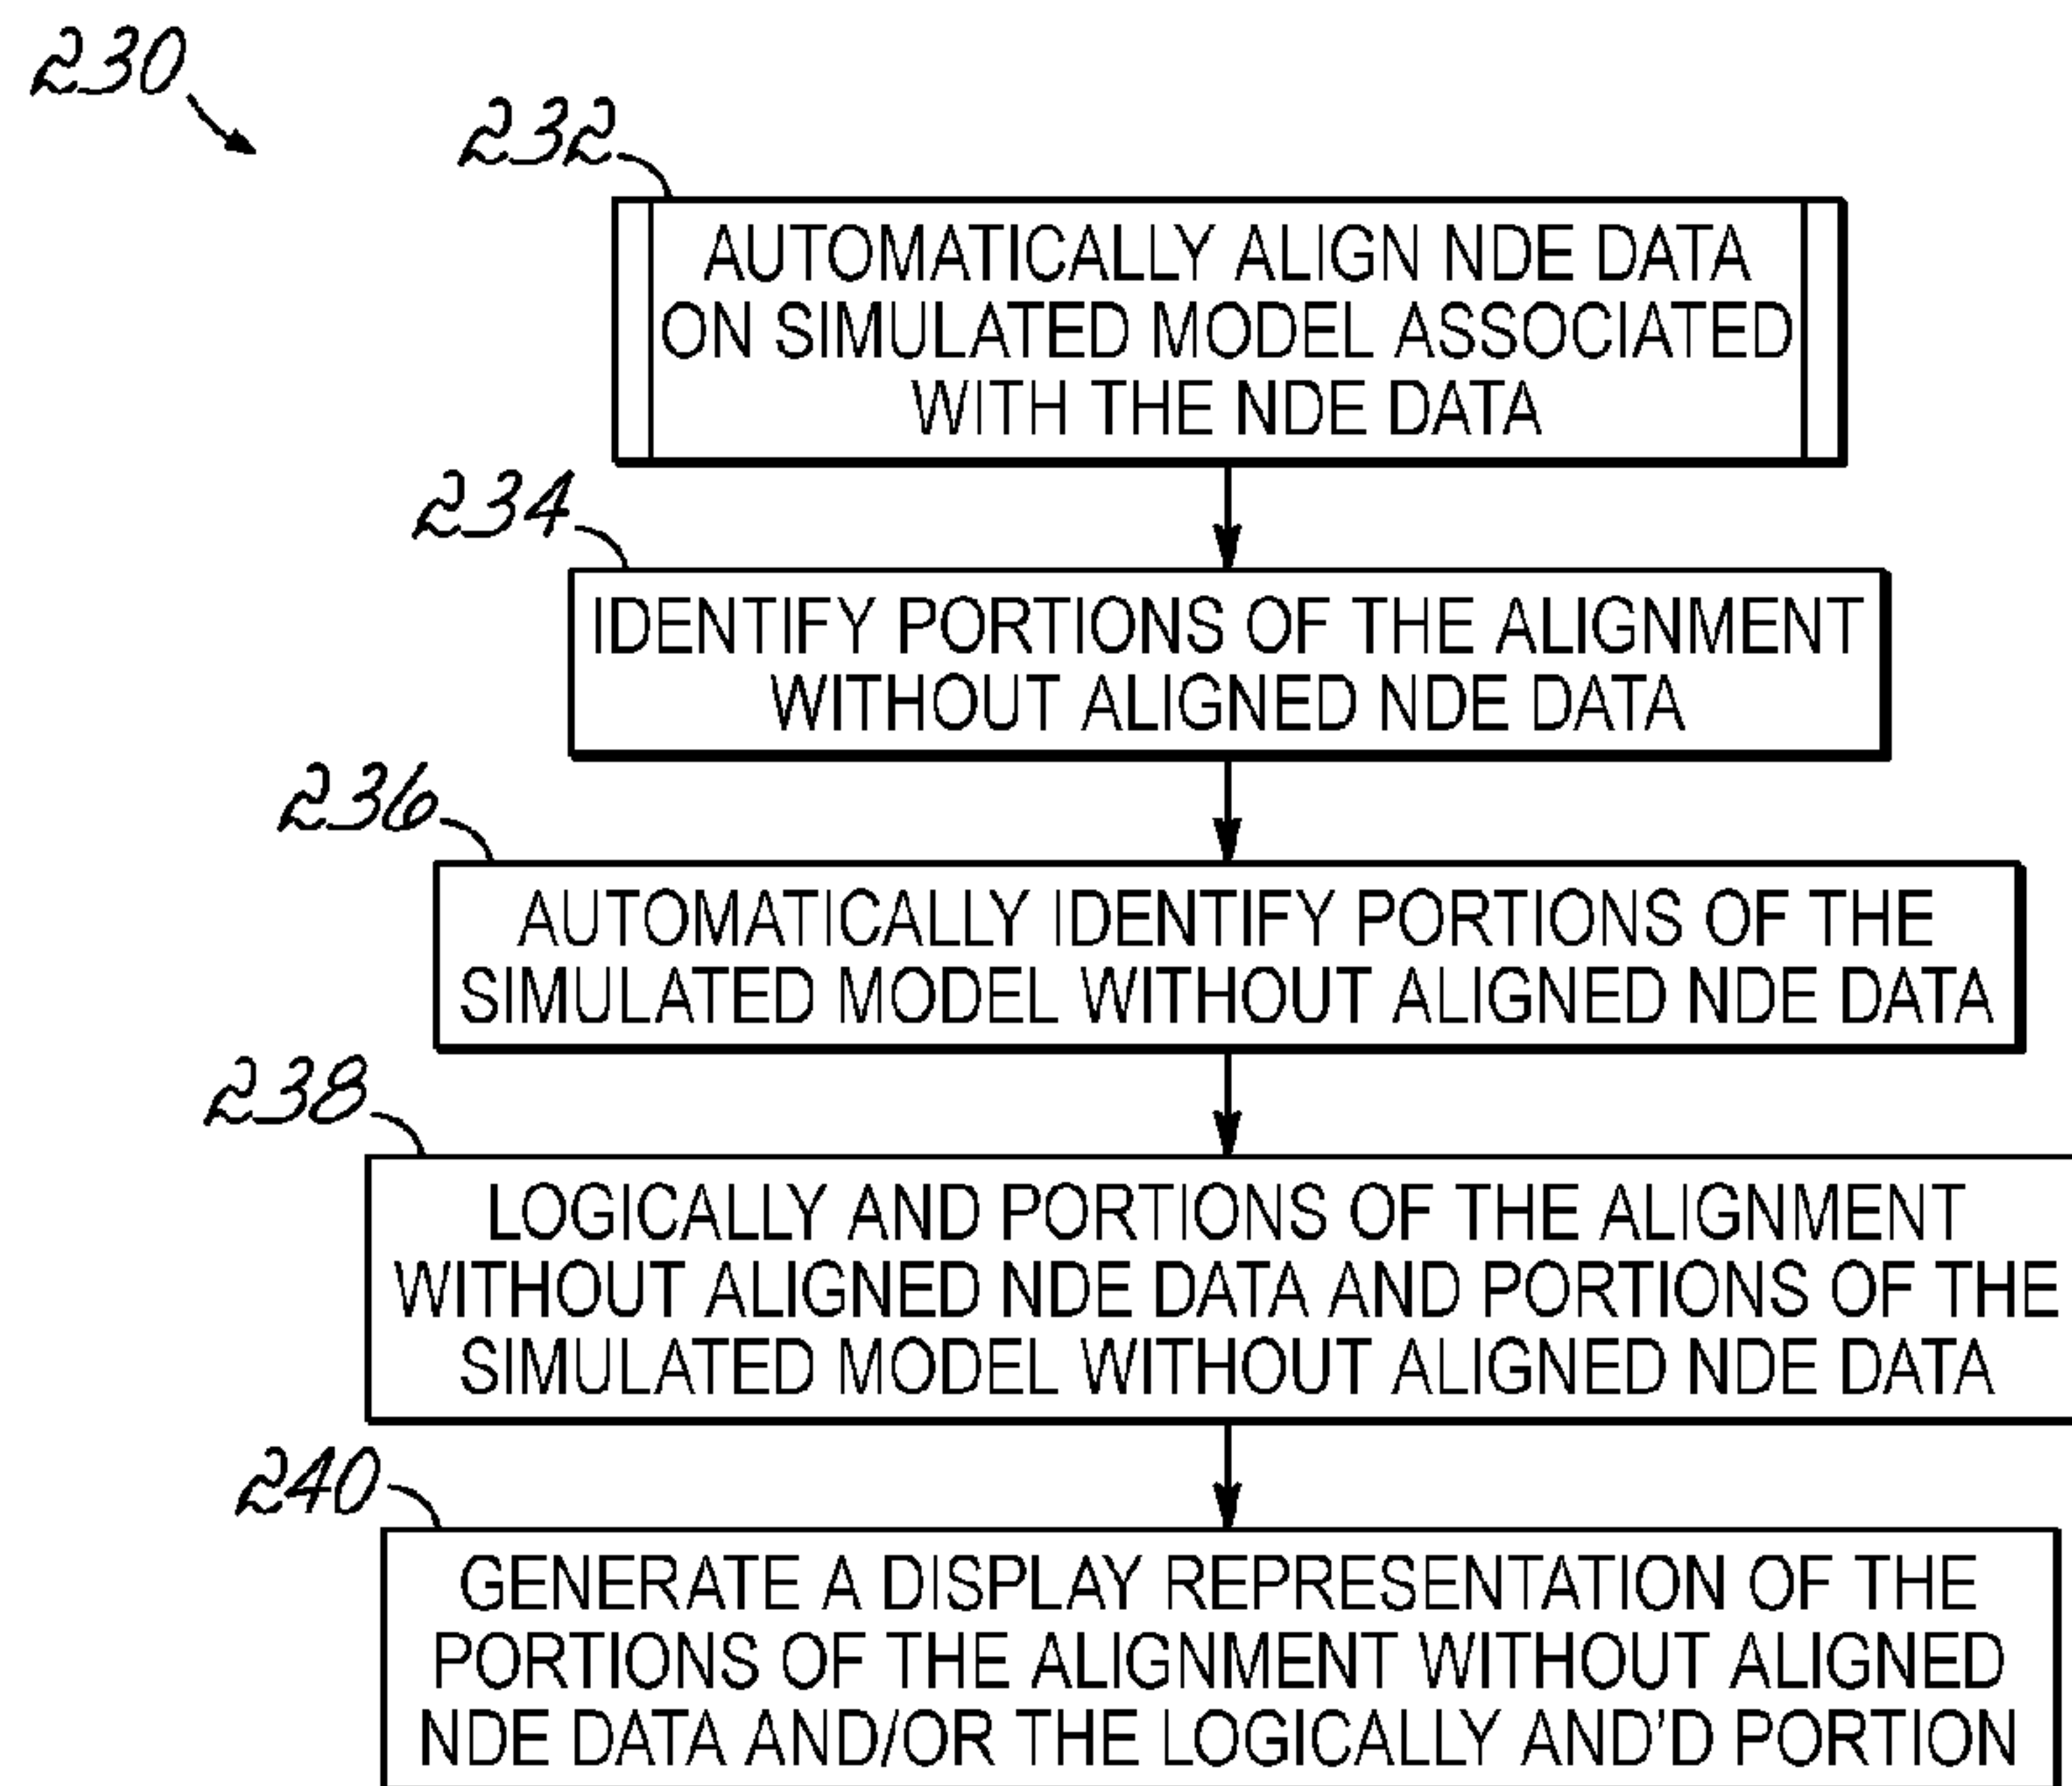 230
232
AUTOMATICALLY ALIGN NDE DATA
ON SIMULATED MODEL ASSOCIATED
WITH THE NDE DATA
234
IDENTIFY PORTIONS OF THE ALIGNMENT
WITHOUT ALIGNED NDE DATA
236
AUTOMATICALLY IDENTIFY PORTIONS OF THE
SIMULATED MODEL WITHOUT ALIGNED NDE DATA
238
LOGICALLY AND PORTIONS OF THE ALIGNMENT
WITHOUT ALIGNED NDE DATA AND PORTIONS OF THE
SIMULATED MODEL WITHOUT ALIGNED NDE DATA
240
GENERATE A DISPLAY REPRESENTATION OF THE
PORTIONS OF THE ALIGNMENT WITHOUT ALIGNED
NDE DATA AND/OR THE LOGICALLY AND'D PORTION